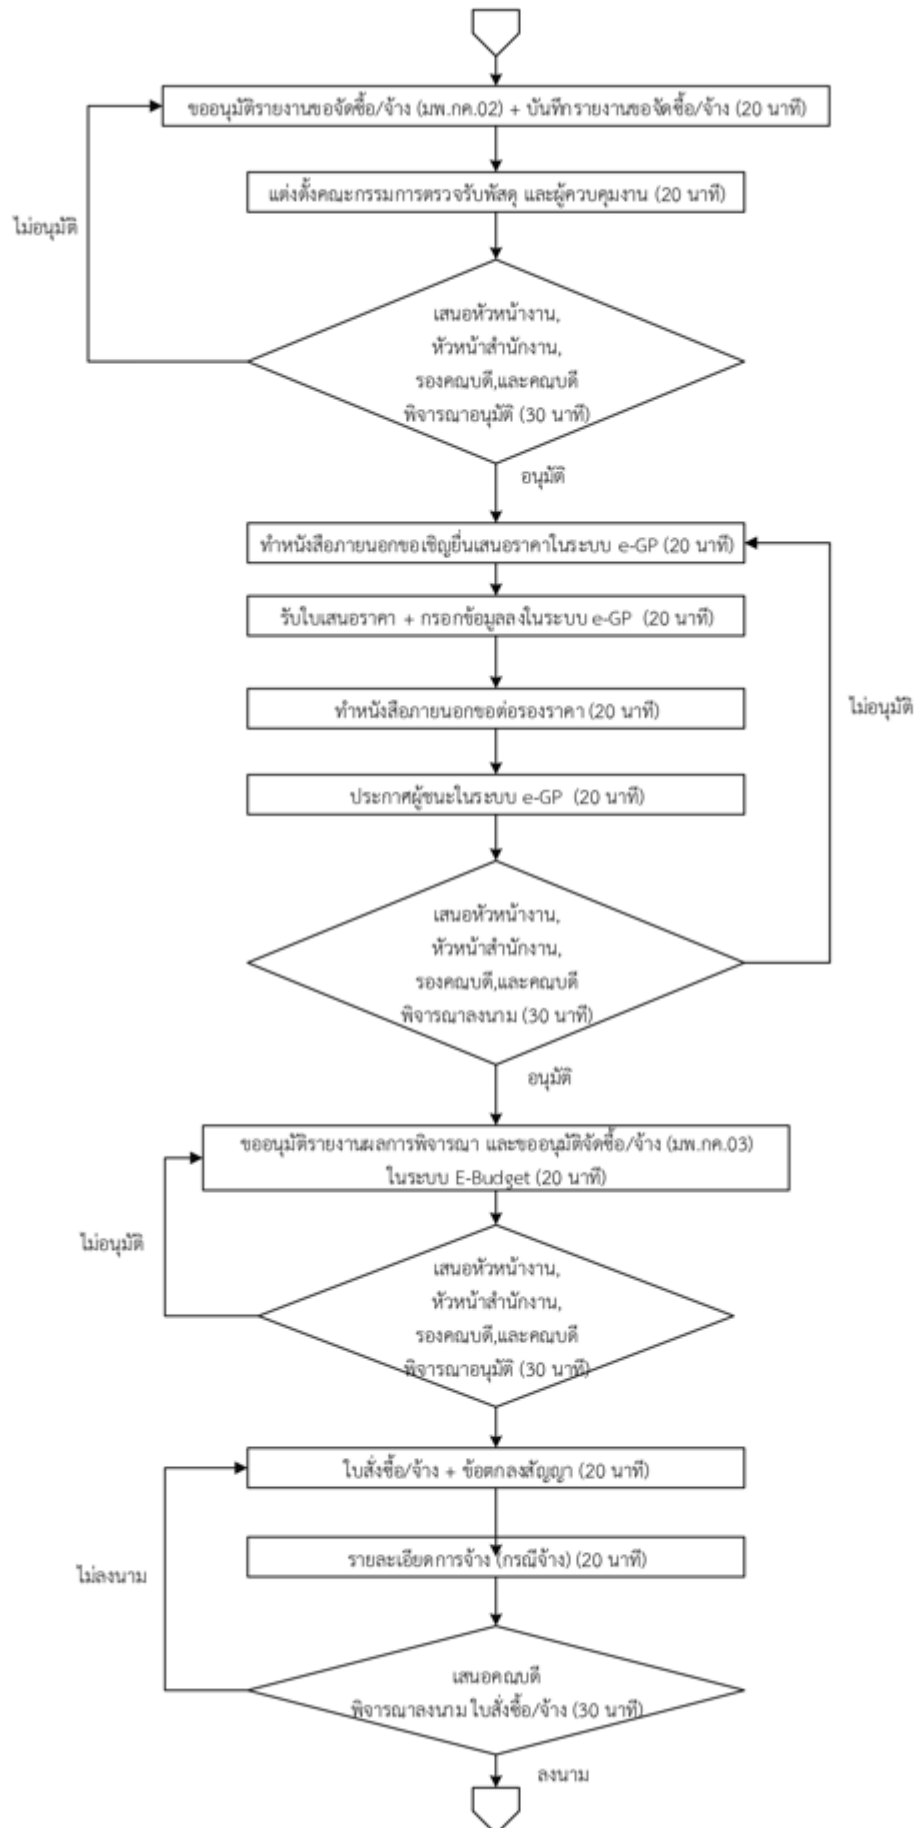 ขออนุมัติรายงานขอจัดซื้อ/จ้าง (มพ.กค.02) + บันทึกรายงานขอจัดซื้อ/จ้าง (20 นาที)
แต่งตั้งคณะกรรมการตรวจรับพัสดุ และผู้ควบคุมงาน (20 นาที)
ไม่อนุมัติ
เสนอหัวหน้างาน,
หัวหน้าสำนักงาน,
รองคณบดี,และคณบดี
พิจารณาอนุมัติ (30 นาที)
อนุมัติ
ทำหนังสือภายนอกขอเชิญยื่นเสนอราคาในระบบ e-GP (20 นาที)
รับใบเสนอราคา + กรอกข้อมูลลงในระบบ e-GP (20 นาที)
ทำหนังสือภายนอกขอต่อรองราคา (20 นาที)
ไม่อนุมัติ
ประกาศผู้ชนะในระบบ e-GP (20 นาที)
เสนอหัวหน้างาน,
หัวหน้าสำนักงาน,
รองคณบดี,และคณบดี
พิจารณาลงนาม (30 นาที)
อนุมัติ
ขออนุมัติรายงานผลการพิจารณา และขออนุมัติจัดซื้อ/จ้าง (มพ.กค.03)
ในระบบ E-Budget (20 นาที)
ไม่อนุมัติ
เสนอหัวหน้างาน,
หัวหน้าสำนักงาน,
รองคณบดี,และคณบดี
พิจารณาอนุมัติ (30 นาที)
ใบสั่งซื้อ/จ้าง + ข้อตกลงสัญญา (20 นาที)
รายละเอียดการจ้าง (กรณีจ้าง) (20 นาที)
ไม่ลงนาม
เสนอคณบดี
พิจารณาลงนาม ใบสั่งซื้อ/จ้าง (30 นาที)
ลงนาม